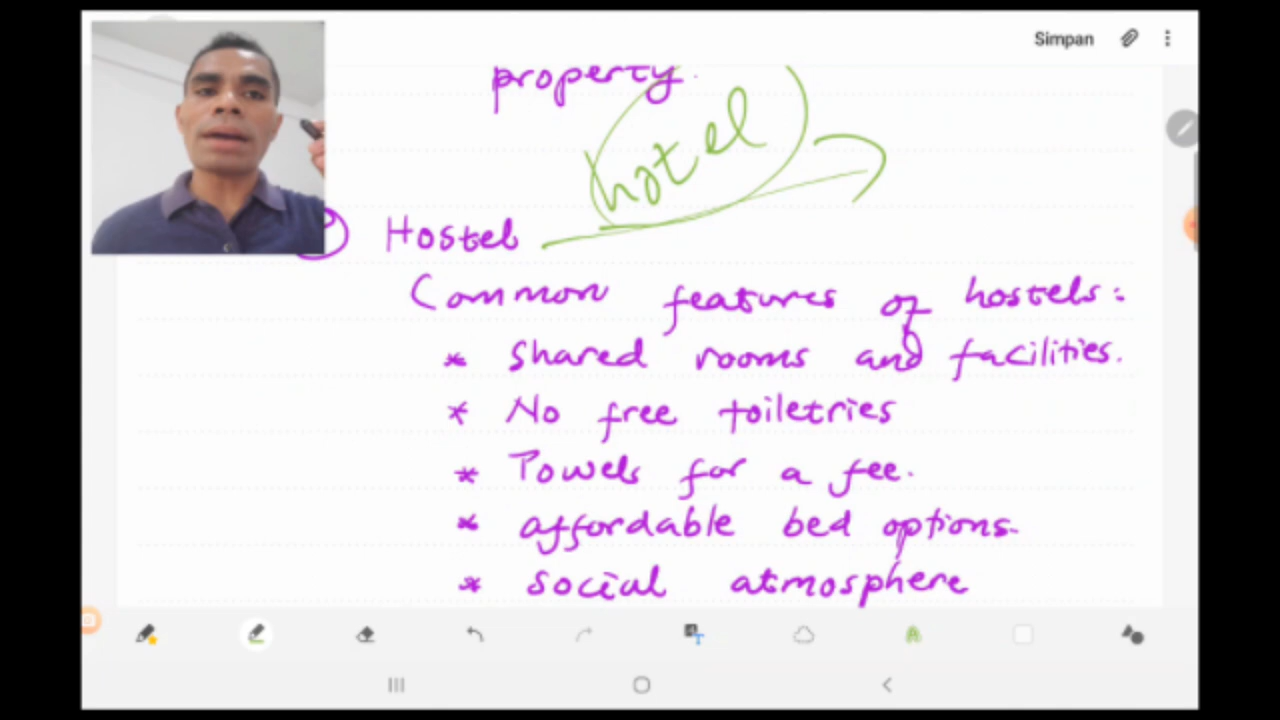 Simpan
property.
hotel
Hostel
Common features of hostels:
* Shared rooms and facilities.
* No free toiletries
* Towels for a fee.
* affordable bed options.
* social atmosphere